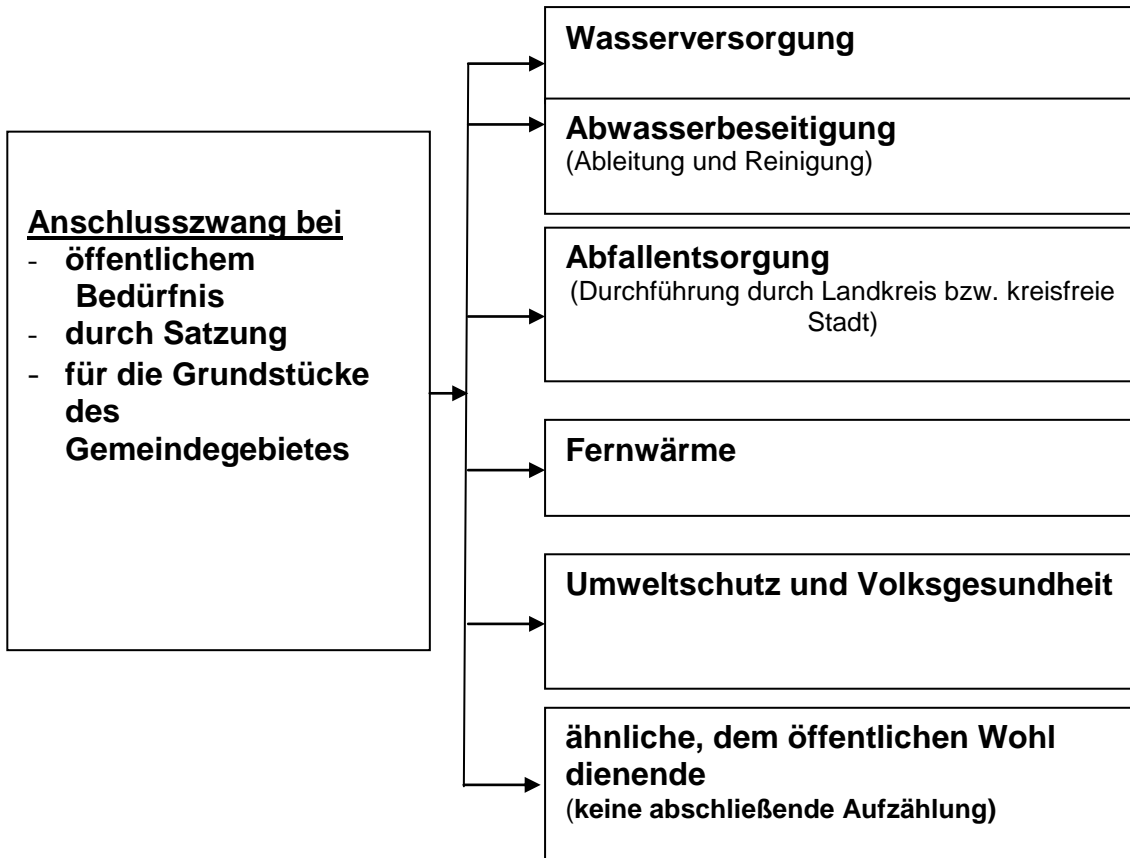 Anschlusszwang bei
- öffentlichem
Bedürfnis
- durch Satzung
- für die Grundstücke
des
Gemeindegebietes
Wasserversorgung
Abwasserbeseitigung
(Ableitung und Reinigung)
Abfallentsorgung
(Durchführung durch Landkreis bzw. kreisfreie
Stadt)
Fernwärme
Umweltschutz und Volksgesundheit
ähnliche, dem öffentlichen Wohl
dienende
(keine abschließende Aufzählung)